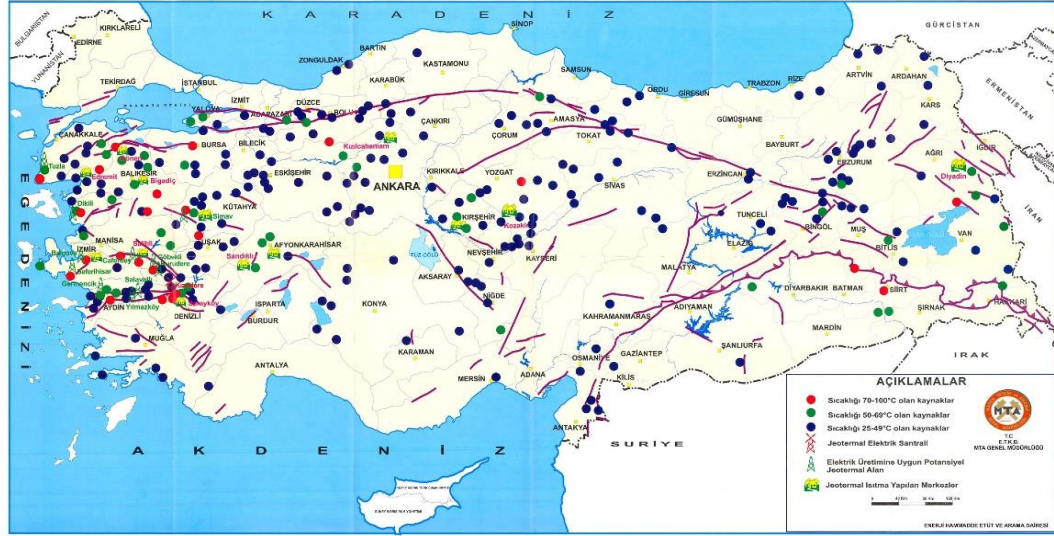 K A R A D E N İ Z
BULGARİSTAN
YUNANİSTAN
KIRKLARELİ
EDİRNE
TEKİRDAĞ
İSTANBUL
YALOVA
İZMİT
ADAPAZARI
DÜZCE
BOLU
ZONGULDAK
BARTIN
KARABÜK
KASTAMONU
SİNOP
SAMSUN
ORDU
GİRESUN
TRABZON
RİZE
ARTVİN
ARDAHAN
KARS
GÜRCİSTAN
ERMENİSTAN
ÇANAKKALE
BURSA
BİLECİK
ÇANKIRI
ÇORUM
AMASYA
TOKAT
GÜMÜŞHANE
BAYBURT
ERZURUM
AĞRI
IĞDIR
Diyadin
İRAN
Tuzla
Edremit
BALIKESİR
Bigadiç
ESKİŞEHİR
Kızılcahamam
ANKARA
KIRIKKALE
YOZGAT
SİVAS
ERZİNCAN
TUNCELİ
BİNGÖL
MUŞ
VAN
BİTLİS
E G E D E N İ Z İ
Dikili
KÜTAHYA
Simav
KIRŞEHİR
Kozaklı
MANİSA
İZMİR
UŞAK
AFYONKARAHİSAR
Sandıklı
TUZ GÖLÜ
NEVŞEHİR
KAYSERİ
ELAZIĞ
MALATYA
Balçova
Seferihisar
Germencik
Salavatlı
AYDIN
Yılmazköy
DENİZLİ
ISPARTA
BURDUR
AKSARAY
NİĞDE
KONYA
KAHRAMANMARAŞ
ADIYAMAN
DİYARBAKIR
BATMAN
SİİRT
ŞIRNAK
HAKKARİ
MUĞLA
ANTALYA
KARAMAN
MERSİN
ADANA
OSMANİYE
GAZİANTEP
KİLİS
ŞANLIURFA
MARDİN
IRAK
ANTAKYA
SURİYE
A K D E N İ Z
AÇIKLAMALAR
Sıcaklığı 70-100°C olan kaynaklar
Sıcaklığı 50-69°C olan kaynaklar
Sıcaklığı 25-49°C olan kaynaklar
Jeotermal Elektrik Santrali
Elektrik Üretimine Uygun Potansiyel
Jeotermal Alan
Jeotermal Isıtma Yapılan Merkezler
MTA
T.C
E.T.K.B.
MTA GENEL MÜDÜRLÜĞÜ
ENERJİ HAMMADDE ETÜT VE ARAMA DAİRESİ